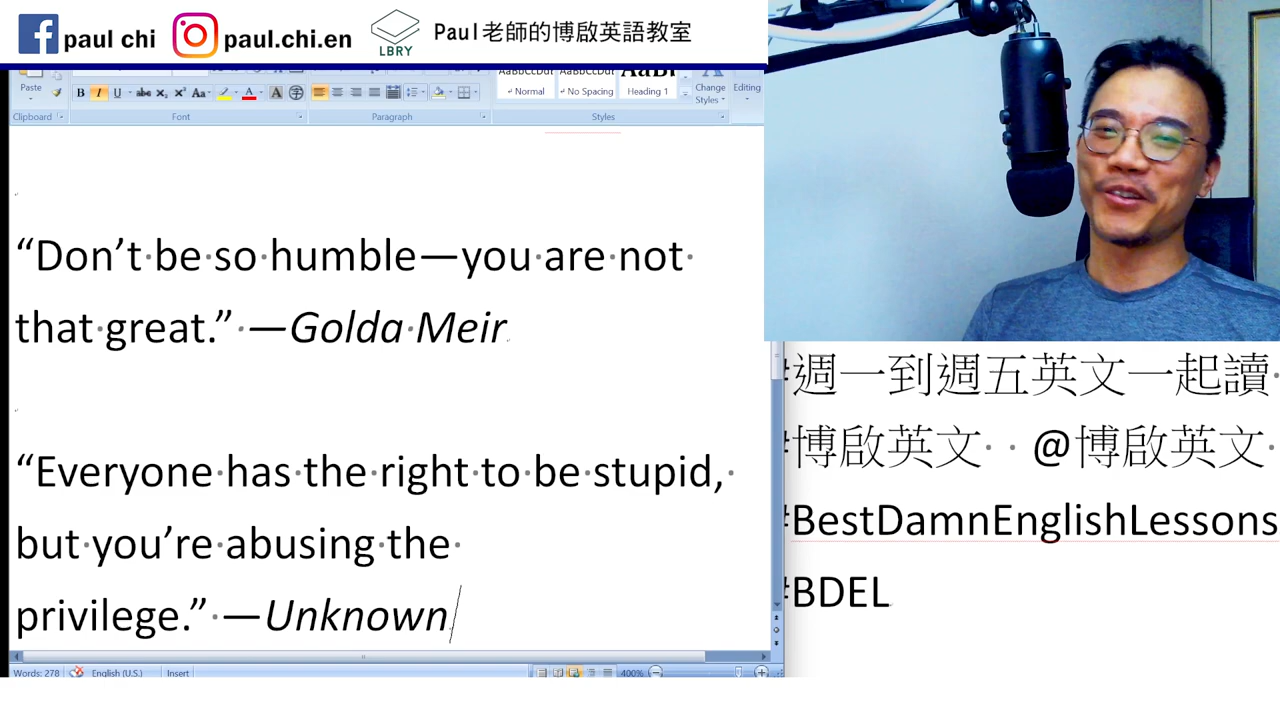 paul chi
paul.chi.en
LBRY
Paul老師的博啟英語教室
Paste
AaBbCcDd
AaBbCcDd
Normal
No Spacing
Heading 1
Change
Styles
Editing
Clipboard
Font
Paragraph
Styles
“Don’t be so humble—you are not
that great.” —Golda Meir
“Everyone has the right to be stupid,
but you’re abusing the
privilege.” —Unknown
#週一到週五英文一起讀
#博啟英文 @博啟英文
#BestDamnEnglishLessons
#BDEL
Words: 278
English (U.S.)
Insert
400%